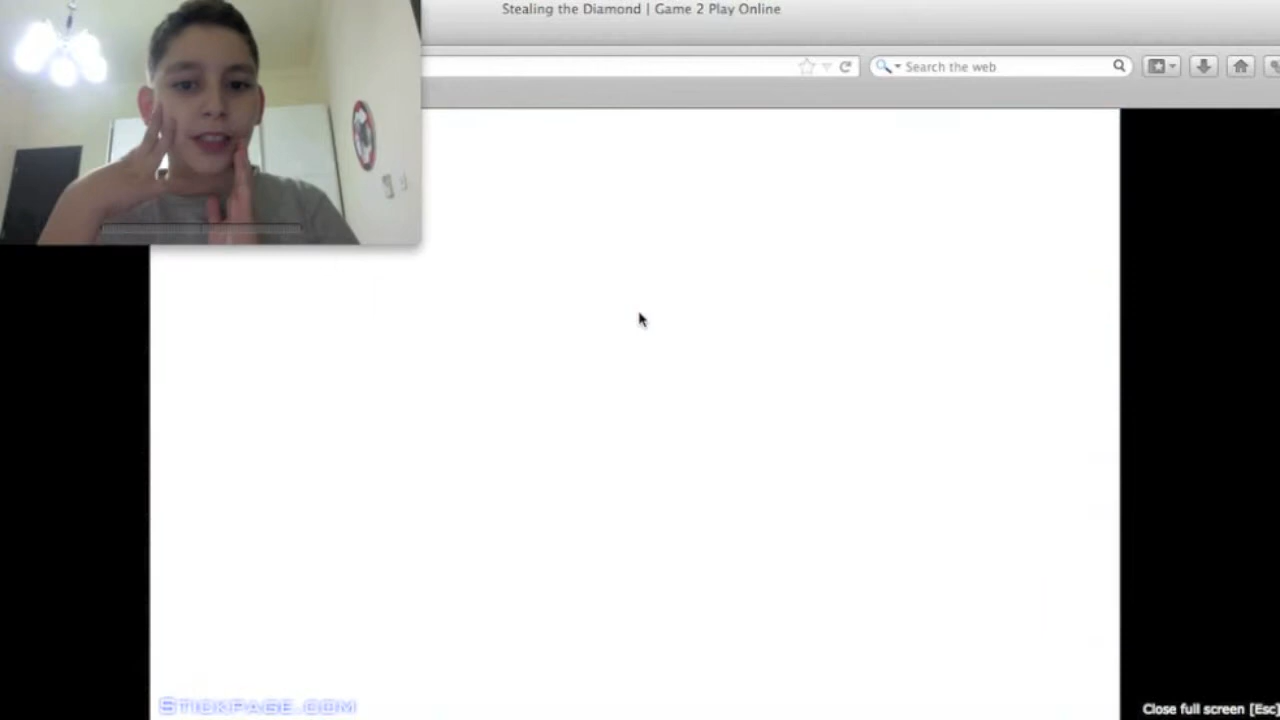 Stealing the Diamond | Game 2 Play Online
Search the web
STICKPAGE.COM
Close full screen [Esc]